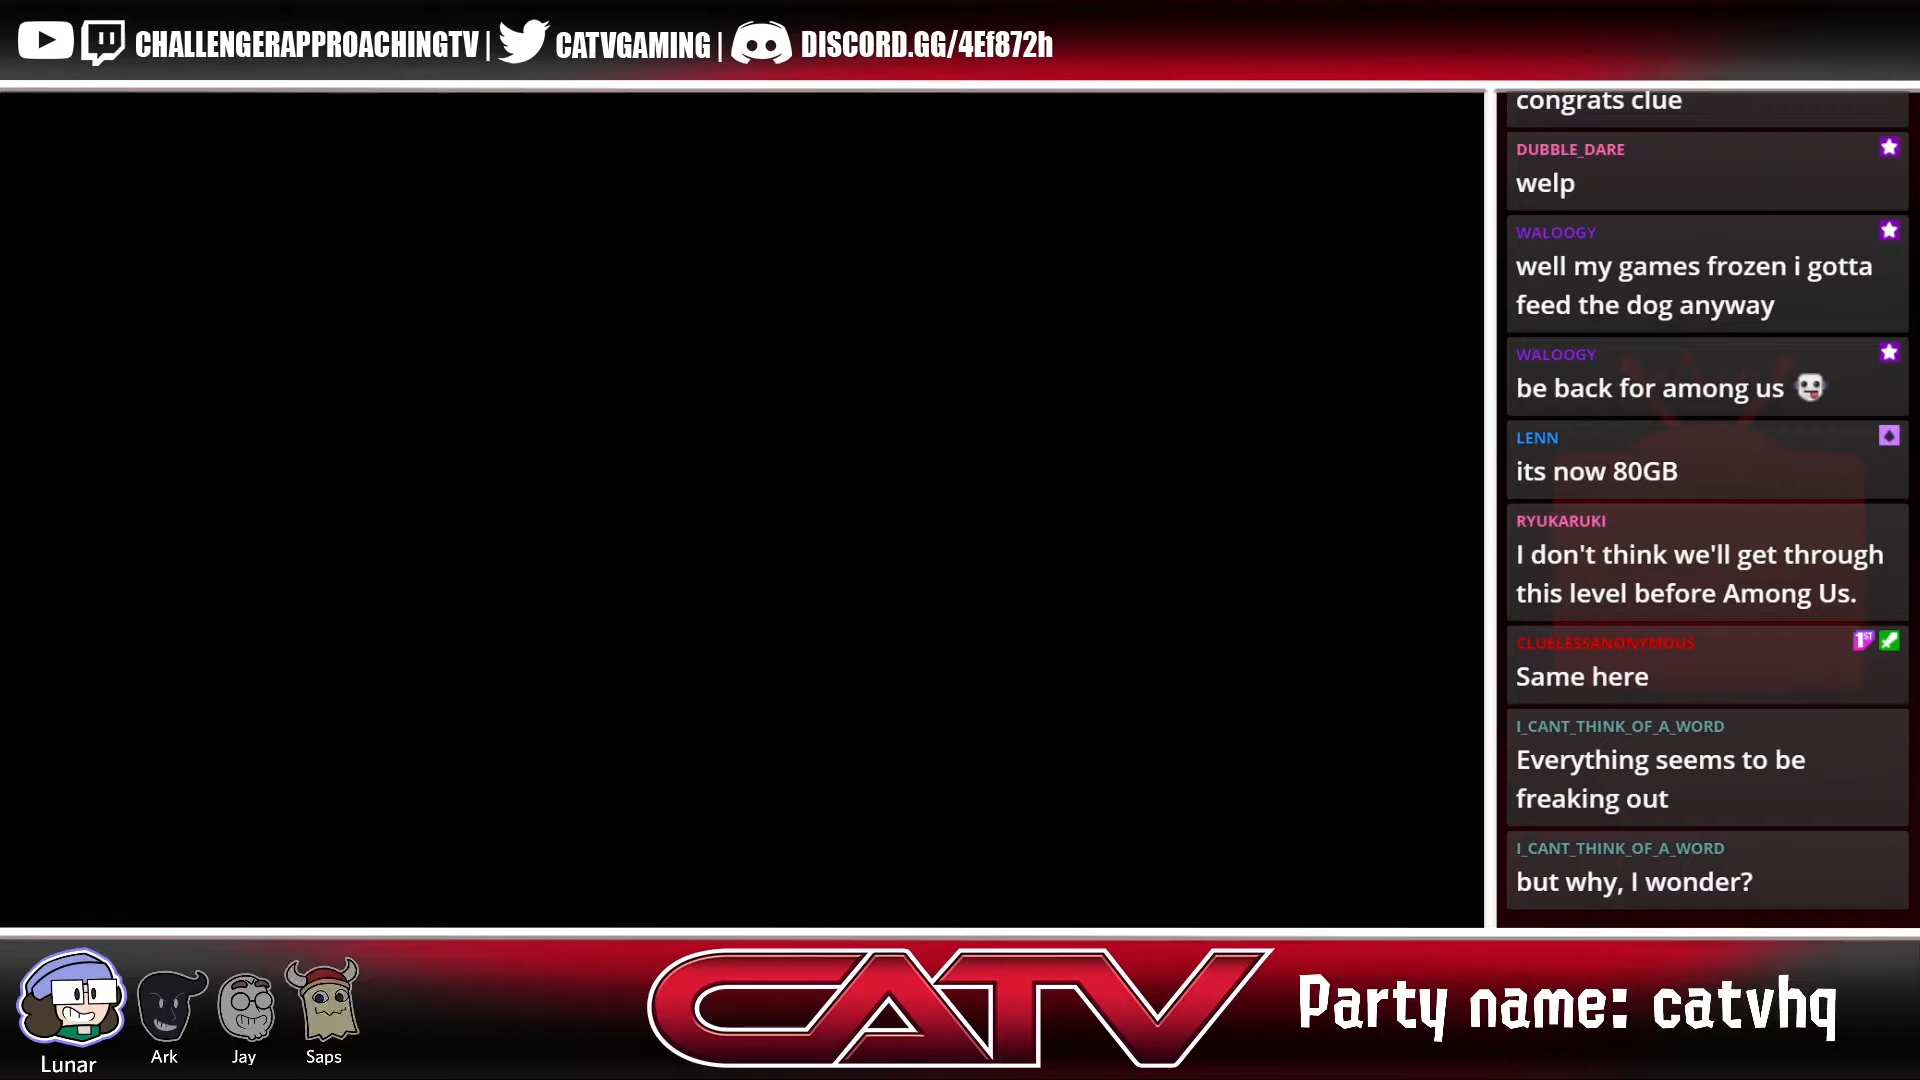 CHALLENGERAPPROACHINGTV | CATVGAMING | DISCORD.GG/4Ef872h
congrats clue
DUBBLE_DARE
welp
WALOOGY
well my games frozen i gotta
feed the dog anyway
WALOOGY
be back for among us
LENN
its now 80GB
RYUKARUKI
I don't think we'll get through
this level before Among Us.
CLUELESSANONYMOUS
1ST
Same here
I_CANT_THINK_OF_A_WORD
Everything seems to be
freaking out
I_CANT_THINK_OF_A_WORD
but why, I wonder?
Lunar
Ark
Jay
Saps
CATV
Party name: catvhq